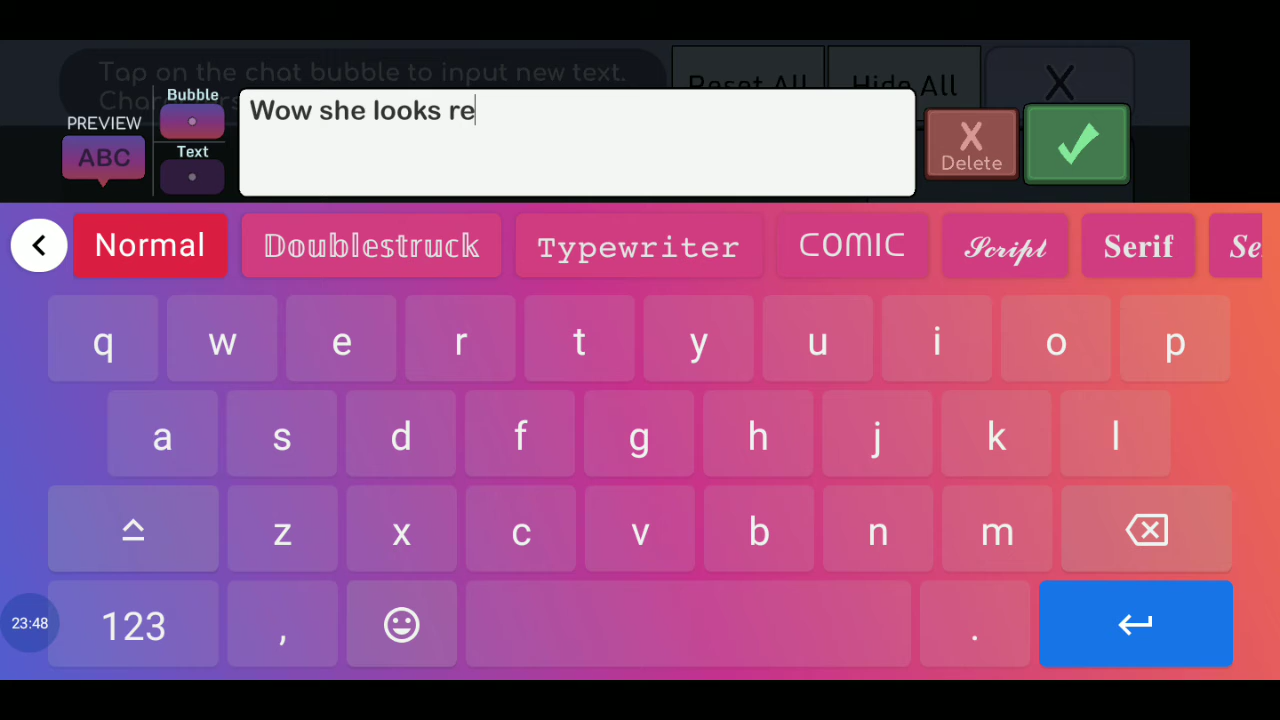 Tap on the chat bubble to input new text.
Reset All
Hide All
X
Bubble
PREVIEW
ABC
Text
Wow she looks re
X
Delete
Normal
Doublestruck
Typewriter
COMIC
Script
Serif
Se
q w e r t y u i o p
a s d f g h j k l
z x c v b n m
123 , .
23:48